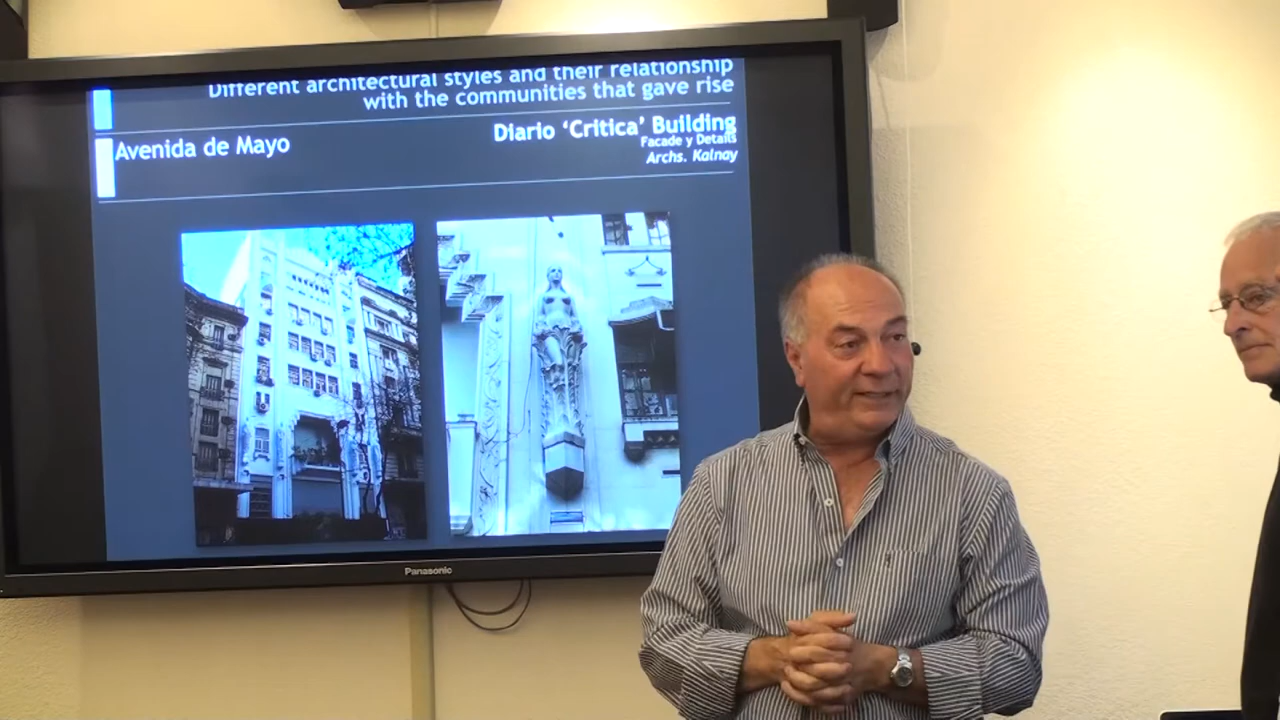 Different architectural styles and their relationship
with the communities that gave rise
Avenida de Mayo
Diario ‘Critica’ Building
Facade y Details
Archs. Kalnay
Panasonic